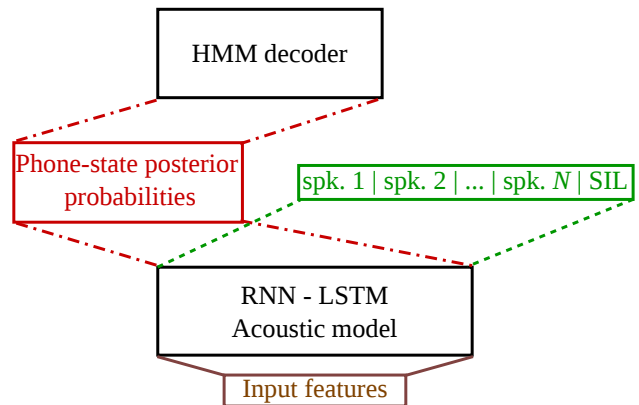 HMM decoder
Phone-state posterior
probabilities
spk. 1 | spk. 2 | ... | spk. N | SIL
RNN - LSTM
Acoustic model
Input features